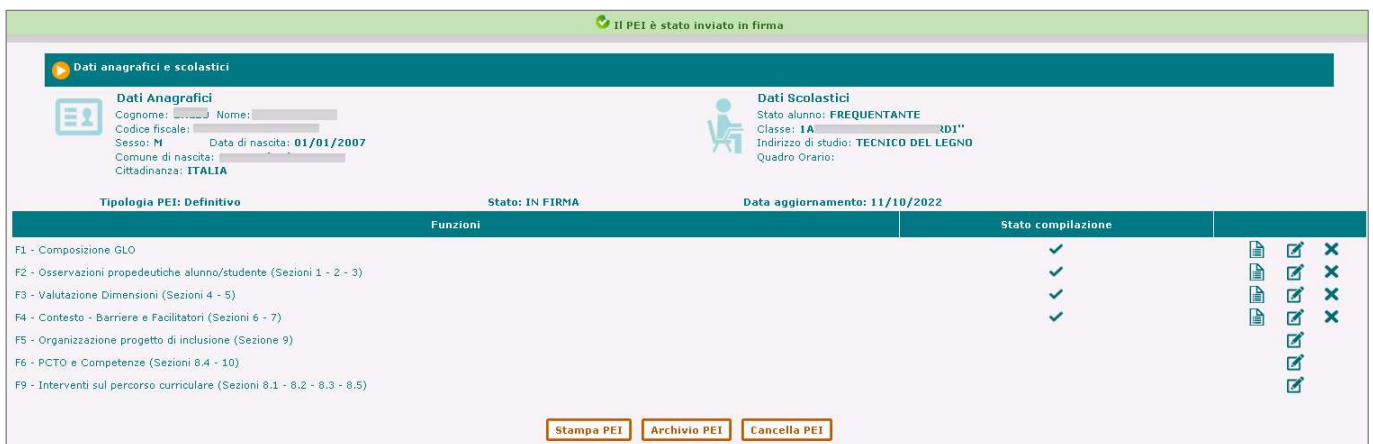 Il PEI è stato inviato in firma
Dati anagrafici e scolastici
Dati Anagrafici
Cognome: Nome:
Codice fiscale:
Sesso: M Data di nascita: 01/01/2007
Comune di nascita:
Cittadinanza: ITALIA
Dati Scolastici
Stato alunno: FREQUENTANTE
Classe: 1A RDI"
Indirizzo di studio: TECNICO DEL LEGNO
Quadro Orario:
Tipologia PEI: Definitivo Stato: IN FIRMA Data aggiornamento: 11/10/2022
Funzioni Stato compilazione
F1 - Composizione GLO
F2 - Osservazioni propedeutiche alunno/studente (Sezioni 1 - 2 - 3)
F3 - Valutazione Dimensioni (Sezioni 4 - 5)
F4 - Contesto - Barriere e Facilitatori (Sezioni 6 - 7)
F5 - Organizzazione progetto di inclusione (Sezione 9)
F6 - PCTO e Competenze (Sezioni 8.4 - 10)
F9 - Interventi sul percorso curriculare (Sezioni 8.1 - 8.2 - 8.3 - 8.5)
Stampa PEI Archivio PEI Cancella PEI